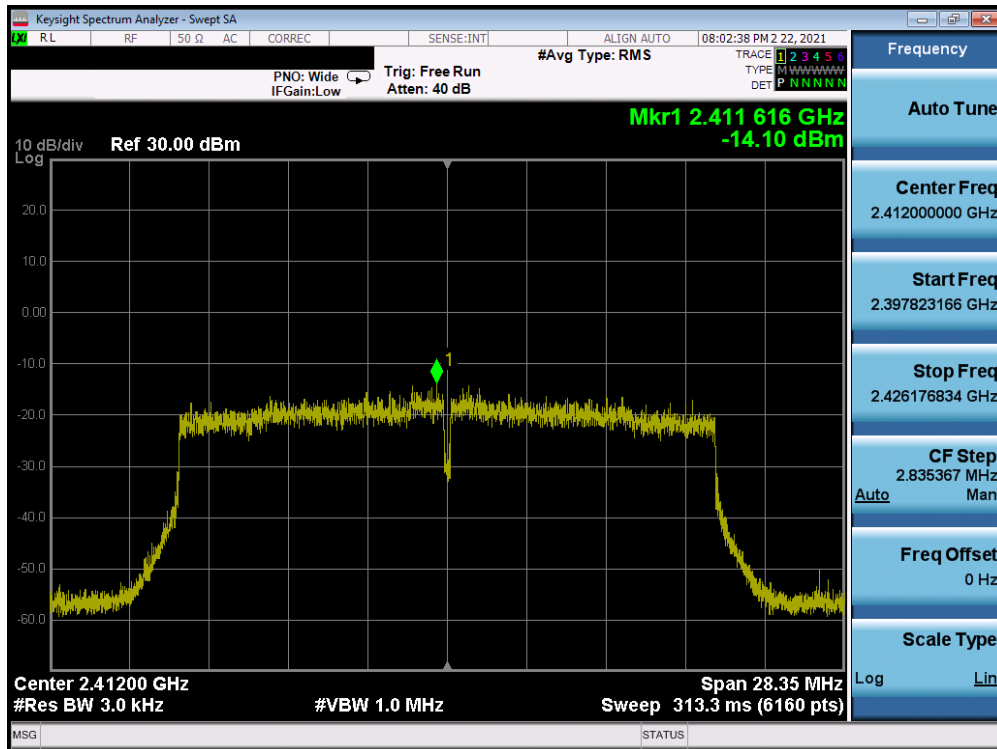 Keysight Spectrum Analyzer - Swept SA
LXI RL RF 50 Ω AC CORREC SENSE:INT ALIGN AUTO 08:02:38 PM 2 22, 2021
PNO: Wide
IFGain:Low
Trig: Free Run
Atten: 40 dB
#Avg Type: RMS
TRACE 1 2 3 4 5 6
TYPE M WWWWW
DET P N N N N N
Mkr1 2.411 616 GHz
-14.10 dBm
10 dB/div Ref 30.00 dBm
Log
20.0
10.0
0.00
-10.0
-20.0
-30.0
-40.0
-50.0
-60.0
1
Center 2.41200 GHz Span 28.35 MHz
#Res BW 3.0 kHz #VBW 1.0 MHz Sweep 313.3 ms (6160 pts)
MSG STATUS
Frequency
Auto Tune
Center Freq
2.412000000 GHz
Start Freq
2.397823166 GHz
Stop Freq
2.426176834 GHz
CF Step
2.835367 MHz
Auto Man
Freq Offset
0 Hz
Scale Type
Log Lin